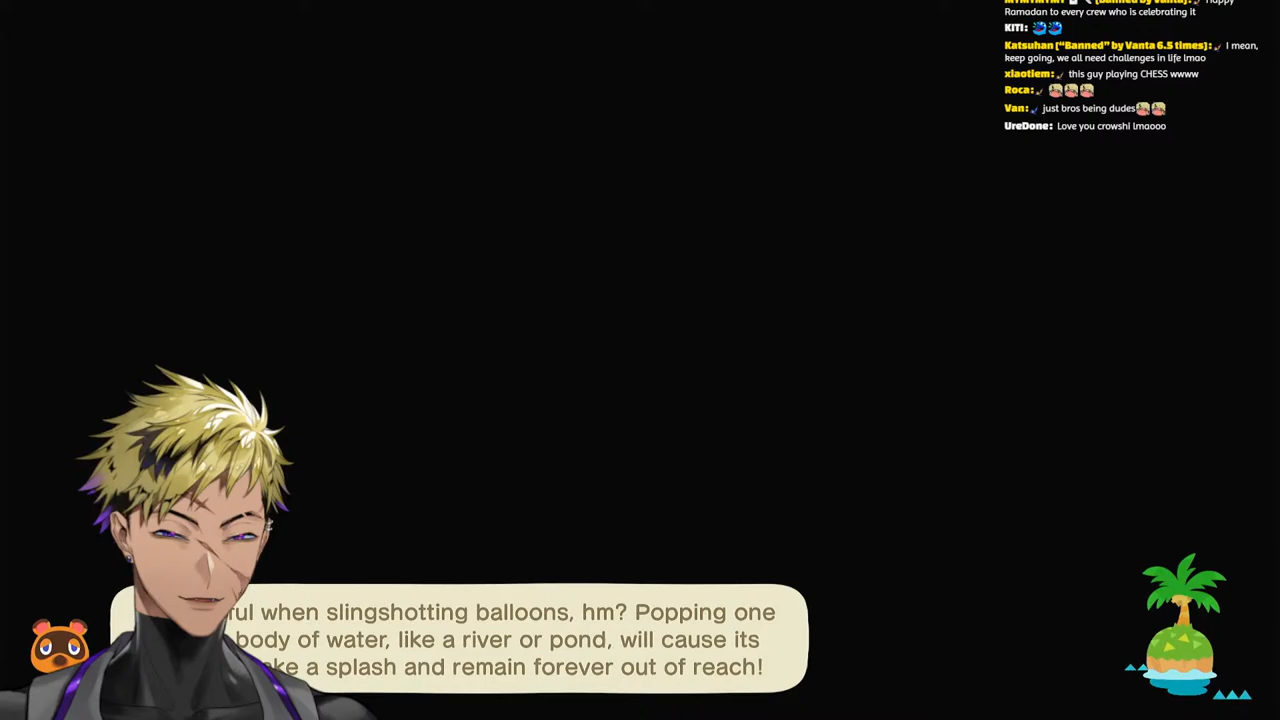 Ramadan to every crew who is celebrating it
KITI:
Katsuhan ["Banned" by Vanta 6.5 times]: I mean,
keep going, we all need challenges in life lmao
xiaotiem: this guy playing CHESS wwww
Roca:
Van: just bros being dudes
UreDone: Love you crowshi lmaooo
ful when slingshotting balloons, hm? Popping one
body of water, like a river or pond, will cause its
ke a splash and remain forever out of reach!